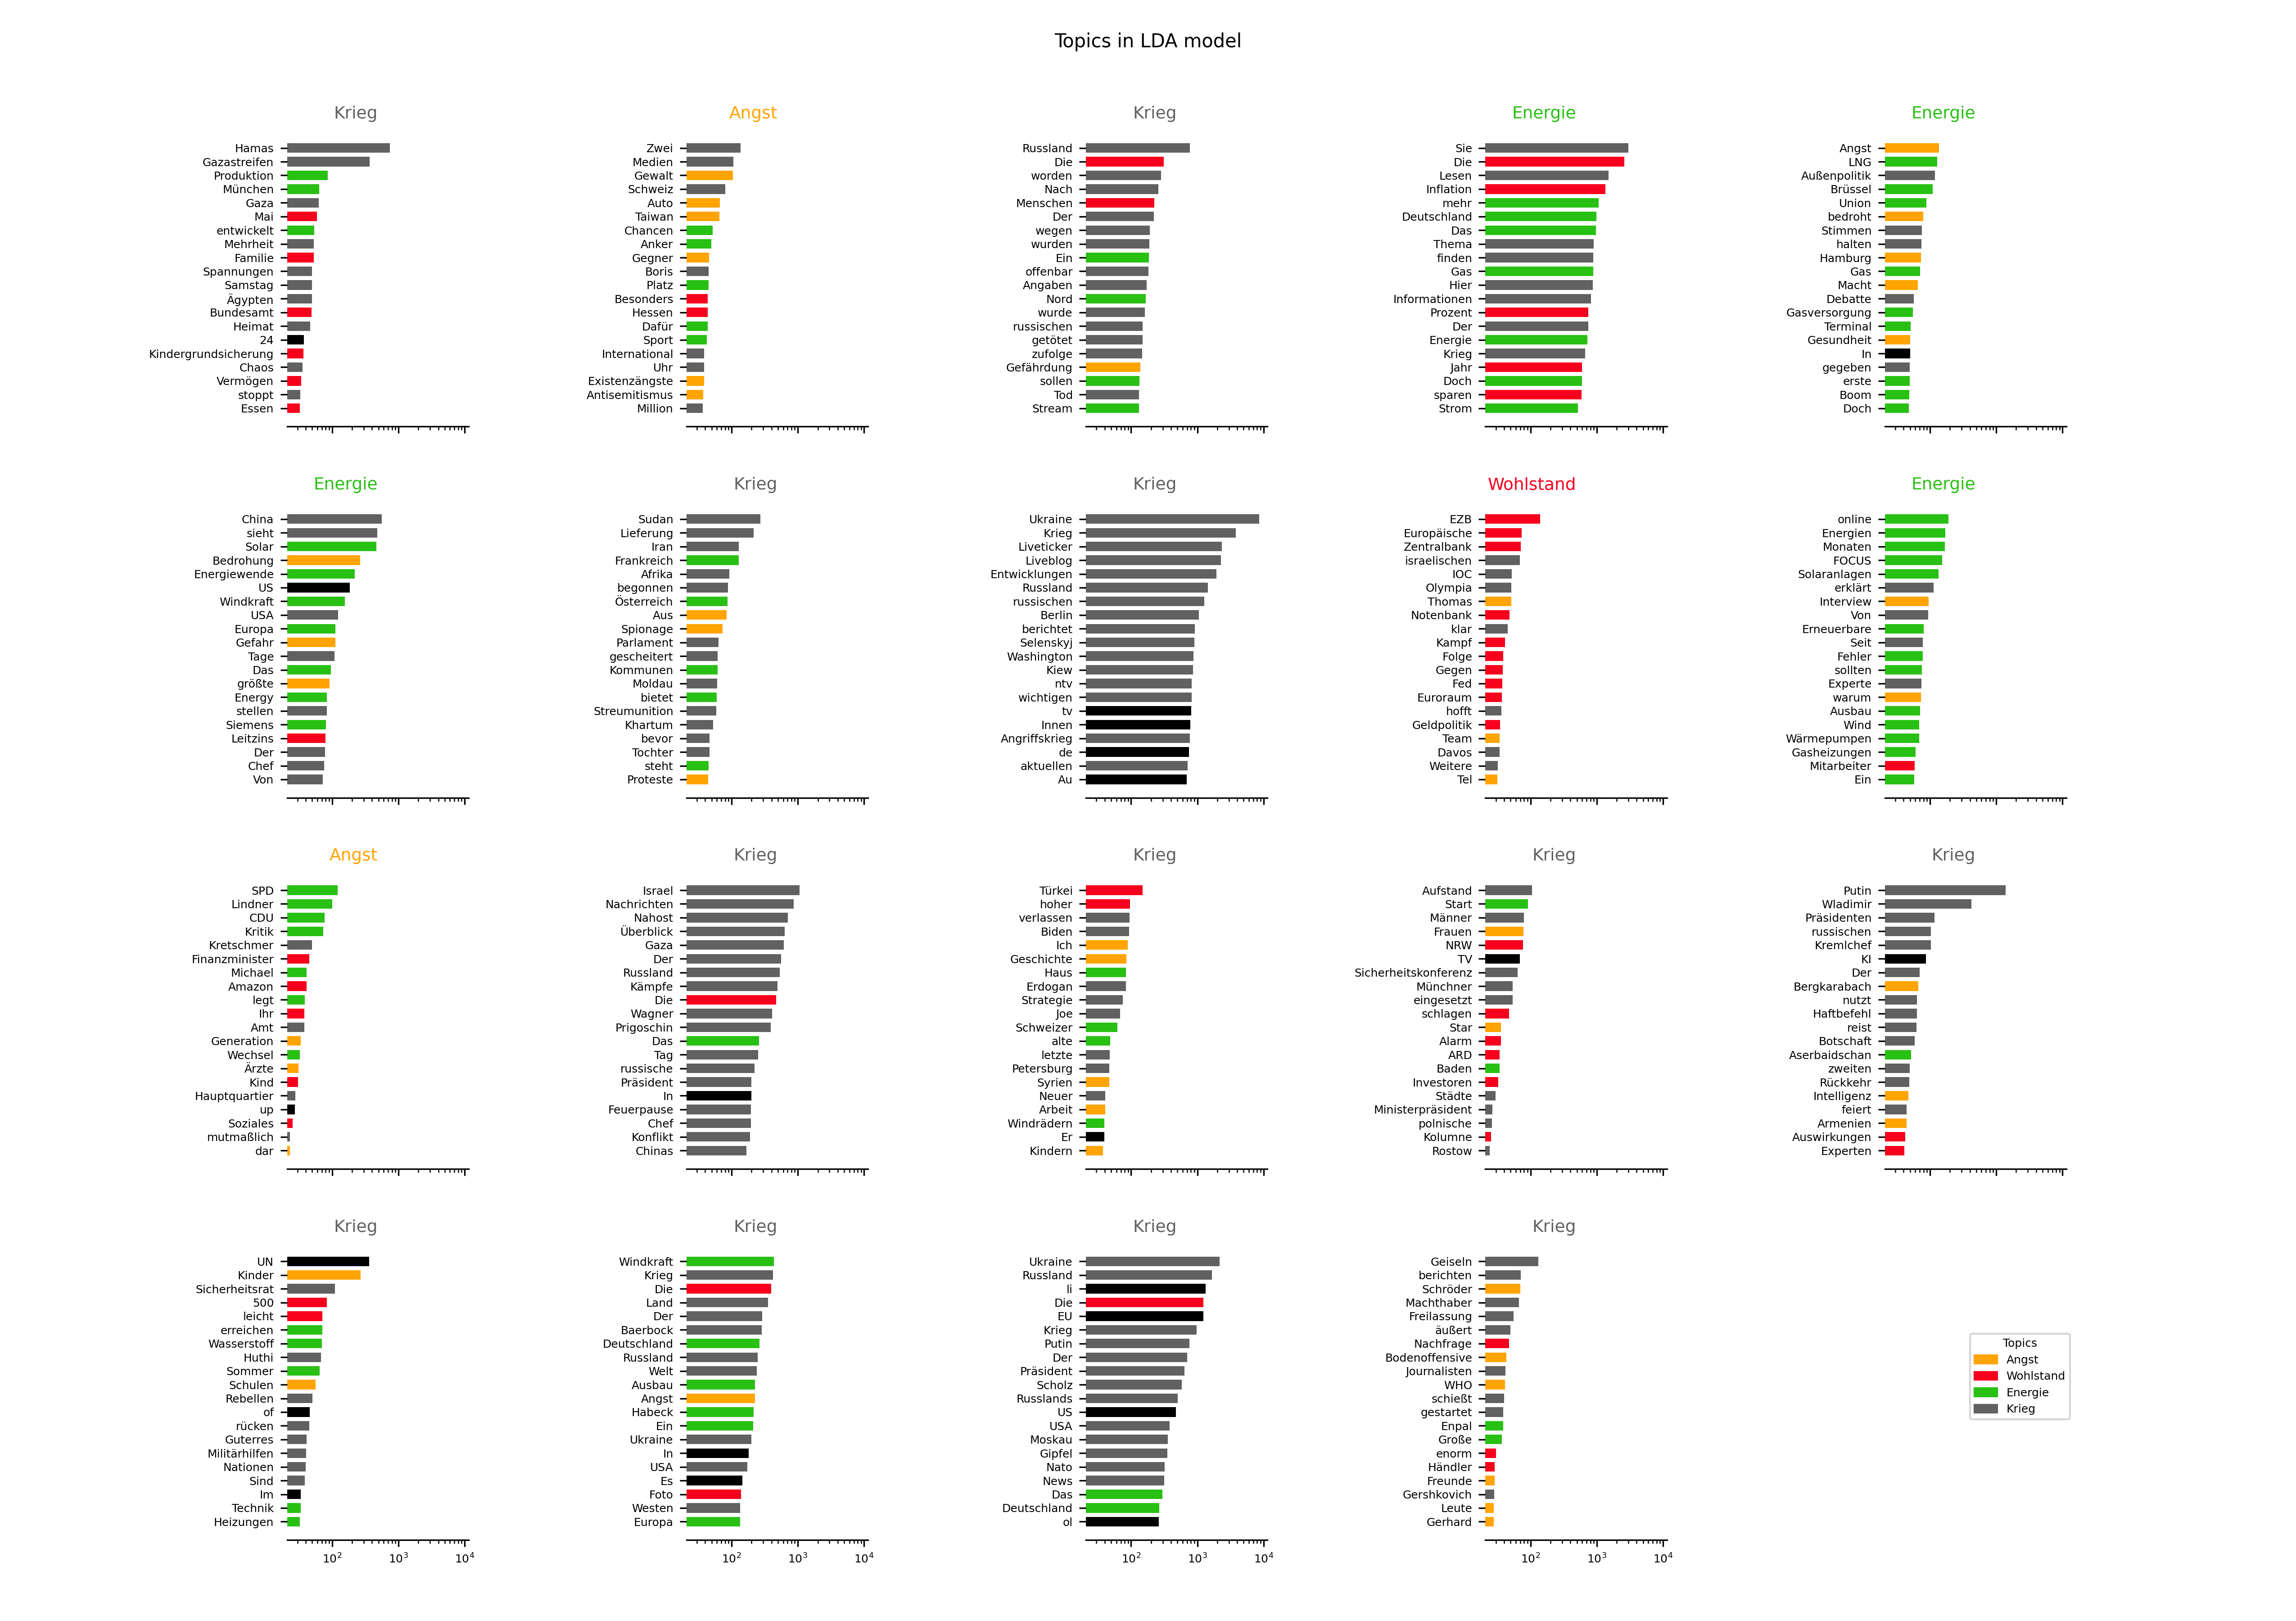 Topics in LDA model
Krieg
Hamas
Gazastreifen
Produktion
München
Gaza
Mai
entwickelt
Mehrheit
Familie
Spannungen
Samstag
Ägypten
Bundesamt
Heimat
24
Kindergrundsicherung
Chaos
Vermögen
stoppt
Essen
Angst
Zwei
Medien
Gewalt
Schweiz
Auto
Taiwan
Chancen
Anker
Gegner
Boris
Platz
Besonders
Hessen
Dafür
Sport
International
Uhr
Existenzängste
Antisemitismus
Million
Krieg
Russland
Die
worden
Nach
Menschen
Der
wegen
wurden
Ein
offenbar
Angaben
Nord
wurde
russischen
getötet
zufolge
Gefährdung
sollen
Tod
Stream
Energie
Sie
Die
Lesen
Inflation
mehr
Deutschland
Das
Thema
finden
Gas
Hier
Informationen
Prozent
Der
Energie
Krieg
Jahr
Doch
sparen
Strom
Energie
Angst
LNG
Außenpolitik
Brüssel
Union
bedroht
Stimmen
halten
Hamburg
Gas
Macht
Debatte
Gasversorgung
Terminal
Gesundheit
In
gegeben
erste
Boom
Doch
Energie
China
sieht
Solar
Bedrohung
Energiewende
US
Windkraft
USA
Europa
Gefahr
Tage
Das
größte
Energy
stellen
Siemens
Leitzins
Der
Chef
Von
Krieg
Sudan
Lieferung
Iran
Frankreich
Afrika
begonnen
Österreich
Aus
Spionage
Parlament
gescheitert
Kommunen
Moldau
bietet
Streumunition
Khartum
bevor
Tochter
steht
Proteste
Krieg
Ukraine
Krieg
Liveticker
Liveblog
Entwicklungen
Russland
russischen
Berlin
berichtet
Selenskyj
Washington
Kiew
ntv
wichtigen
tv
Innen
Angriffskrieg
de
aktuellen
Au
Wohlstand
EZB
Europäische
Zentralbank
israelischen
IOC
Olympia
Thomas
Notenbank
klar
Kampf
Folge
Gegen
Fed
Euroraum
hofft
Geldpolitik
Team
Davos
Weitere
Tel
Energie
online
Energien
Monaten
FOCUS
Solaranlagen
erklärt
Interview
Von
Erneuerbare
Seit
Fehler
sollten
Experte
warum
Ausbau
Wind
Wärmepumpen
Gasheizungen
Mitarbeiter
Ein
Angst
SPD
Lindner
CDU
Kritik
Kretschmer
Finanzminister
Michael
Amazon
legt
Ihr
Amt
Generation
Wechsel
Ärzte
Kind
Hauptquartier
up
Soziales
mutmaßlich
dar
Krieg
Israel
Nachrichten
Nahost
Überblick
Gaza
Der
Russland
Kämpfe
Die
Wagner
Prigoschin
Das
Tag
russische
Präsident
In
Feuerpause
Chef
Konflikt
Chinas
Krieg
Türkei
hoher
verlassen
Biden
Ich
Geschichte
Haus
Erdogan
Strategie
Joe
Schweizer
alte
letzte
Petersburg
Syrien
Neuer
Arbeit
Windrädern
Er
Kindern
Krieg
Aufstand
Start
Männer
Frauen
NRW
TV
Sicherheitskonferenz
Münchner
eingesetzt
schlagen
Star
Alarm
ARD
Baden
Investoren
Städte
Ministerpräsident
polnische
Kolumne
Rostow
Krieg
Putin
Wladimir
Präsidenten
russischen
Kremlchef
KI
Der
Bergkarabach
nutzt
Haftbefehl
reist
Botschaft
Aserbaidschan
zweiten
Rückkehr
Intelligenz
feiert
Armenien
Auswirkungen
Experten
Krieg
UN
Kinder
Sicherheitsrat
500
leicht
erreichen
Wasserstoff
Huthi
Sommer
Schulen
Rebellen
of
rücken
Guterres
Militärhilfen
Nationen
Sind
Im
Technik
Heizungen
10² 10³ 10⁴
Krieg
Windkraft
Krieg
Die
Land
Der
Baerbock
Deutschland
Russland
Welt
Ausbau
Angst
Habeck
Ein
Ukraine
In
USA
Es
Foto
Westen
Europa
10² 10³ 10⁴
Krieg
Ukraine
Russland
li
Die
EU
Krieg
Putin
Der
Präsident
Scholz
Russlands
US
USA
Moskau
Gipfel
Nato
News
Das
Deutschland
ol
10² 10³ 10⁴
Krieg
Geiseln
berichten
Schröder
Machthaber
Freilassung
äußert
Nachfrage
Bodenoffensive
Journalisten
WHO
schießt
gestartet
Enpal
Große
enorm
Händler
Freunde
Gershkovich
Leute
Gerhard
10² 10³ 10⁴
Topics
Angst
Wohlstand
Energie
Krieg